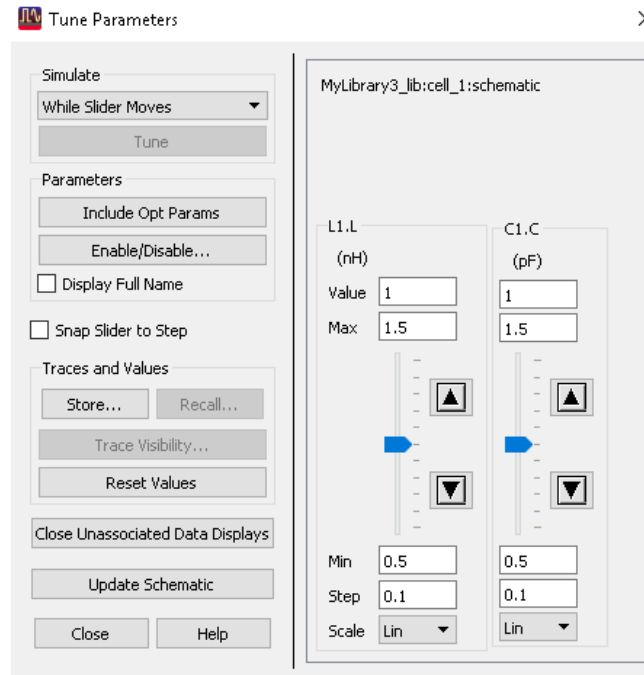 Tune Parameters
Simulate
While Slider Moves
Tune
Parameters
Include Opt Params
Enable/Disable...
Display Full Name
Snap Slider to Step
Traces and Values
Store... Recall...
Trace Visibility...
Reset Values
Close Unassociated Data Displays
Update Schematic
Close Help
MyLibrary3_lib:cell_1:schematic
L1.L C1.C
(nH) (pF)
Value 1 1
Max 1.5 1.5
Min 0.5 0.5
Step 0.1 0.1
Scale Lin Lin